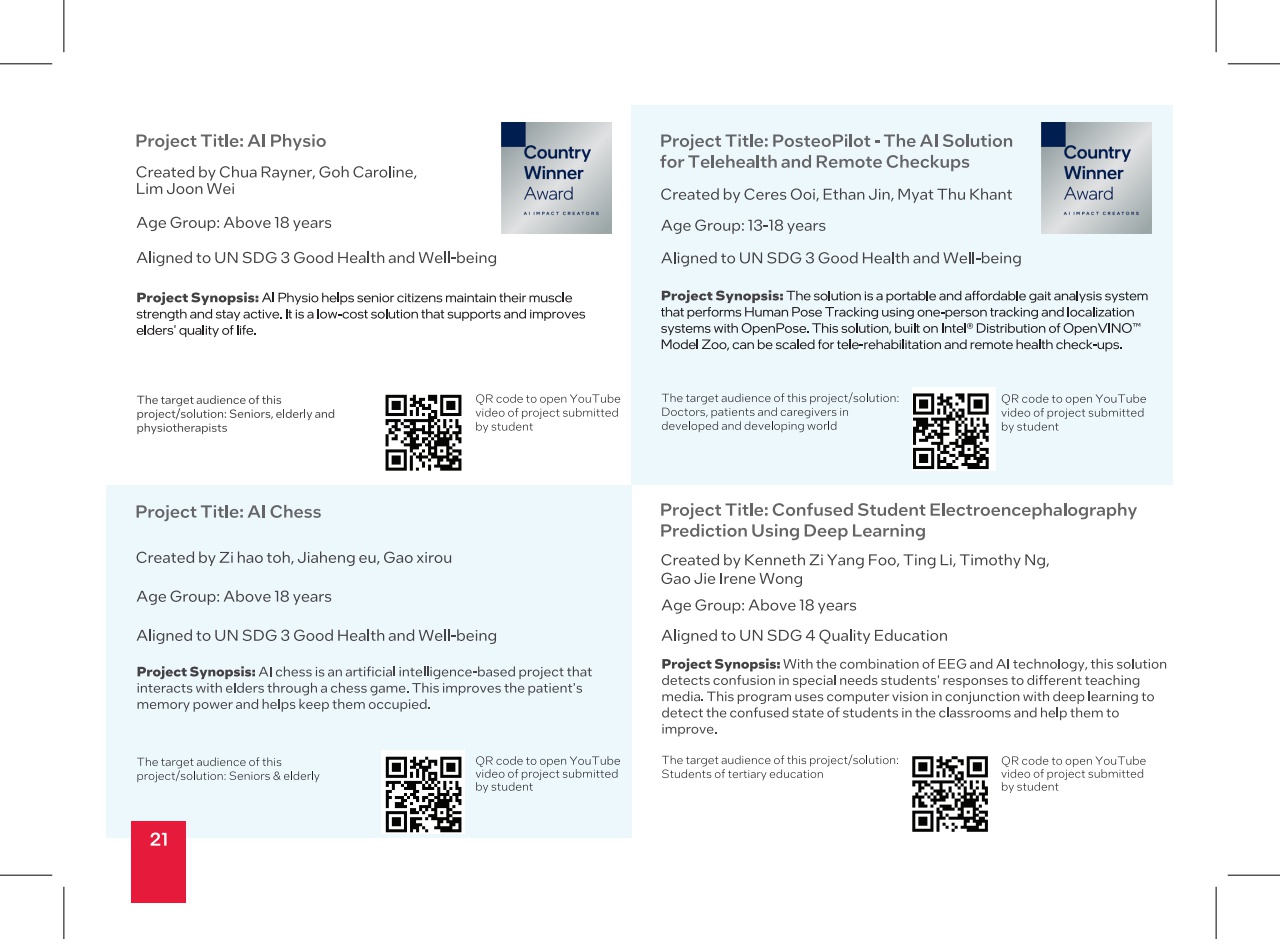 Project Title: AI Physio
Created by Chua Rayner, Goh Caroline,
Lim Joon Wei
Age Group: Above 18 years
Aligned to UN SDG 3 Good Health and Well-being
Country
Winner
Award
AI IMPACT CREATORS
Project Synopsis: AI Physio helps senior citizens maintain their muscle
strength and stay active. It is a low-cost solution that supports and improves
elders' quality of life.
The target audience of this
project/solution: Seniors, elderly and
physiotherapists
QR code to open YouTube
video of project submitted
by student
Project Title: PosteoPilot - The AI Solution
for Telehealth and Remote Checkups
Created by Ceres Ooi, Ethan Jin, Myat Thu Khant
Age Group: 13-18 years
Aligned to UN SDG 3 Good Health and Well-being
Country
Winner
Award
AI IMPACT CREATORS
Project Synopsis: The solution is a portable and affordable gait analysis system
that performs Human Pose Tracking using one-person tracking and localization
systems with OpenPose. This solution, built on Intel® Distribution of OpenVINO™
Model Zoo, can be scaled for tele-rehabilitation and remote health check-ups.
The target audience of this project/solution:
Doctors, patients and caregivers in
developed and developing world
QR code to open YouTube
video of project submitted
by student
Project Title: AI Chess
Created by Zi hao toh, Jiaheng eu, Gao xirou
Age Group: Above 18 years
Aligned to UN SDG 3 Good Health and Well-being
Project Synopsis: AI chess is an artificial intelligence-based project that
interacts with elders through a chess game. This improves the patient's
memory power and helps keep them occupied.
The target audience of this
project/solution: Seniors & elderly
QR code to open YouTube
video of project submitted
by student
Project Title: Confused Student Electroencephalography
Prediction Using Deep Learning
Created by Kenneth Zi Yang Foo, Ting Li, Timothy Ng,
Gao Jie Irene Wong
Age Group: Above 18 years
Aligned to UN SDG 4 Quality Education
Project Synopsis: With the combination of EEG and AI technology, this solution
detects confusion in special needs students' responses to different teaching
media. This program uses computer vision in conjunction with deep learning to
detect the confused state of students in the classrooms and help them to
improve.
The target audience of this project/solution:
Students of tertiary education
QR code to open YouTube
video of project submitted
by student
21